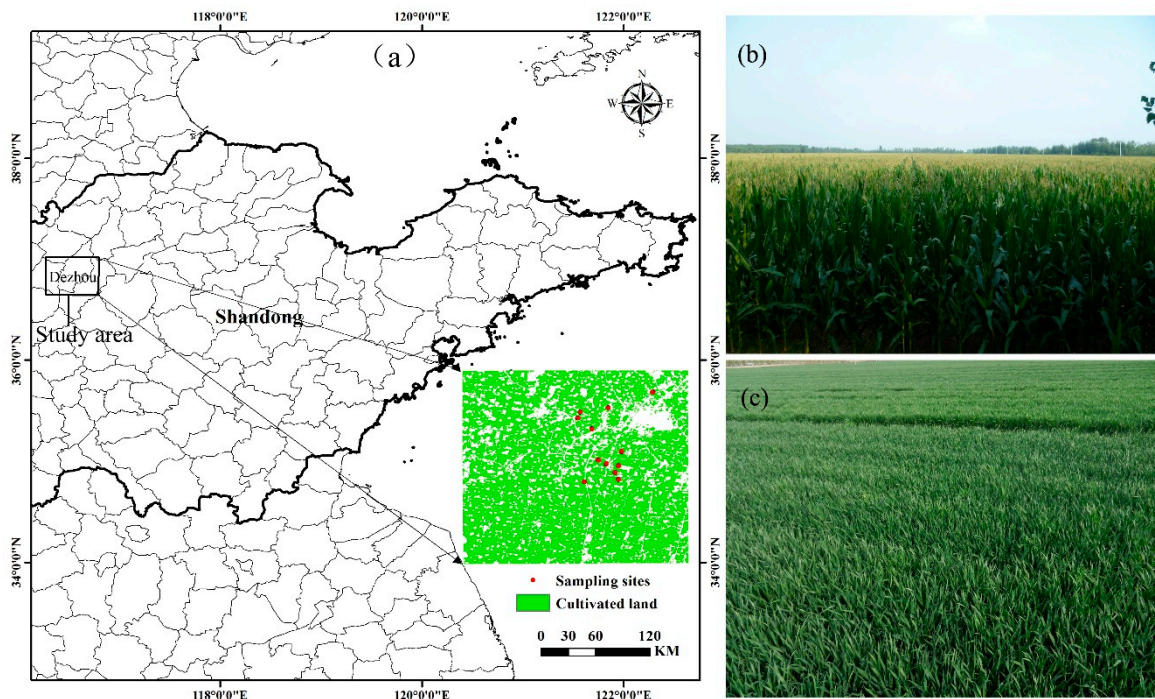 118°0'0"E 120°0'0"E 122°0'0"E
(a)
N
W E
S
38°0'0"N
38°0'0"N
Dezhou
Study area
Shandong
36°0'0"N
36°0'0"N
34°0'0"N
34°0'0"N
Sampling sites
Cultivated land
0 30 60 120
KM
118°0'0"E 120°0'0"E 122°0'0"E
(b)
(c)